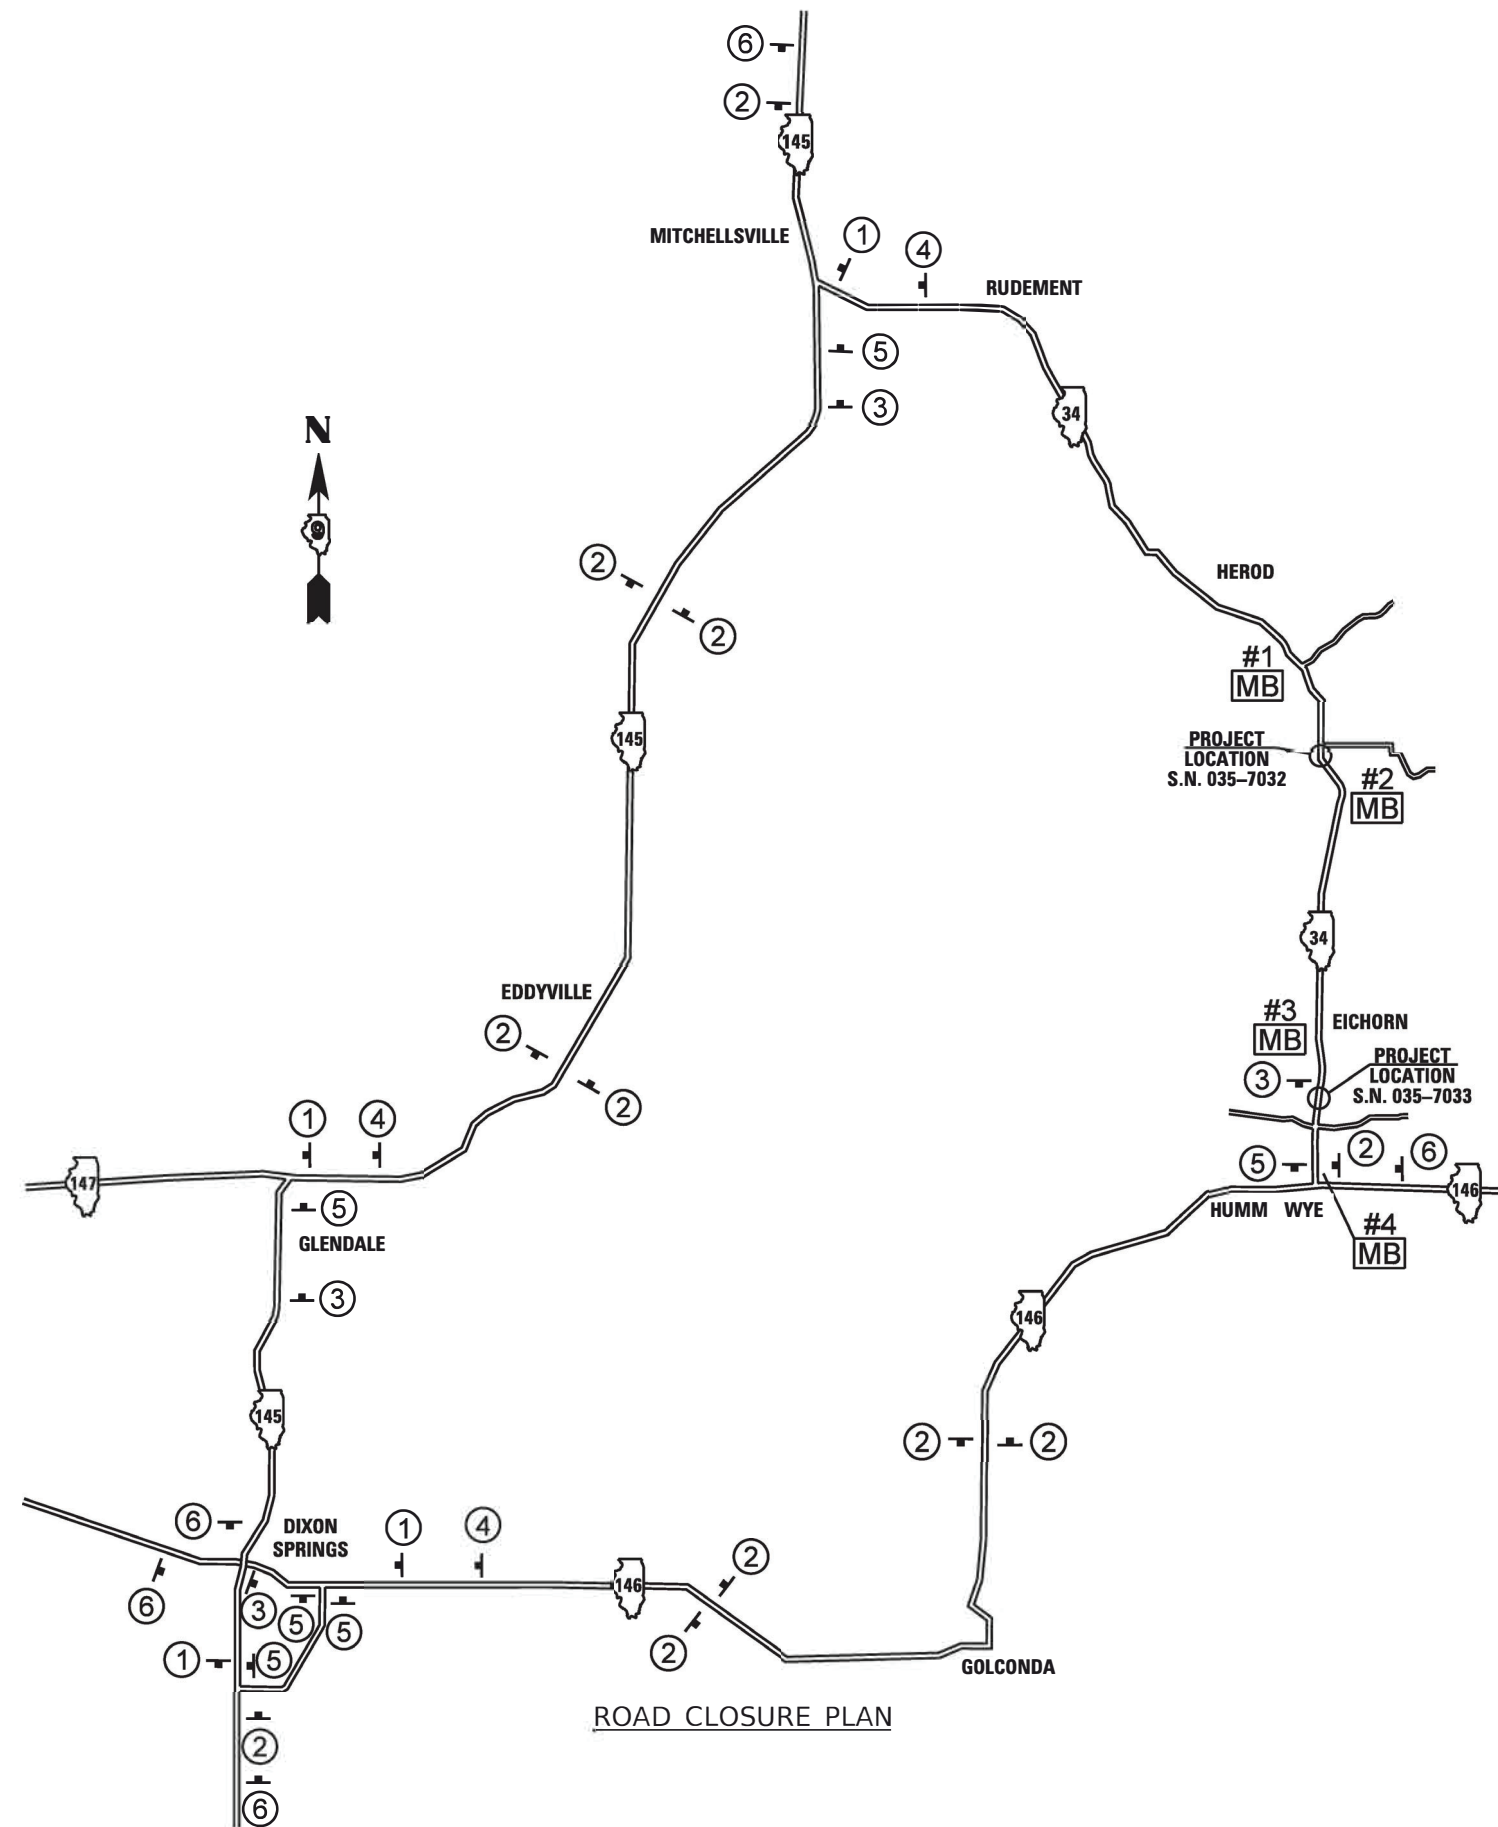 6
2
145
MITCHELLSVILLE
1
4
RUDEMENT
5
3
34
N
9
2
2
HEROD
#1
MB
145
PROJECT
LOCATION
S.N. 035–7032
#2
MB
34
EDDYVILLE
2
2
#3
MB
EICHORN
PROJECT
LOCATION
S.N. 035–7033
3
1
4
147
5
2
6
146
5
GLENDALE
HUMM WYE
#4
MB
3
146
145
2
2
6
DIXON
SPRINGS
1
4
2
146
6
3
5
5
2
1
5
GOLCONDA
2
6
ROAD CLOSURE PLAN